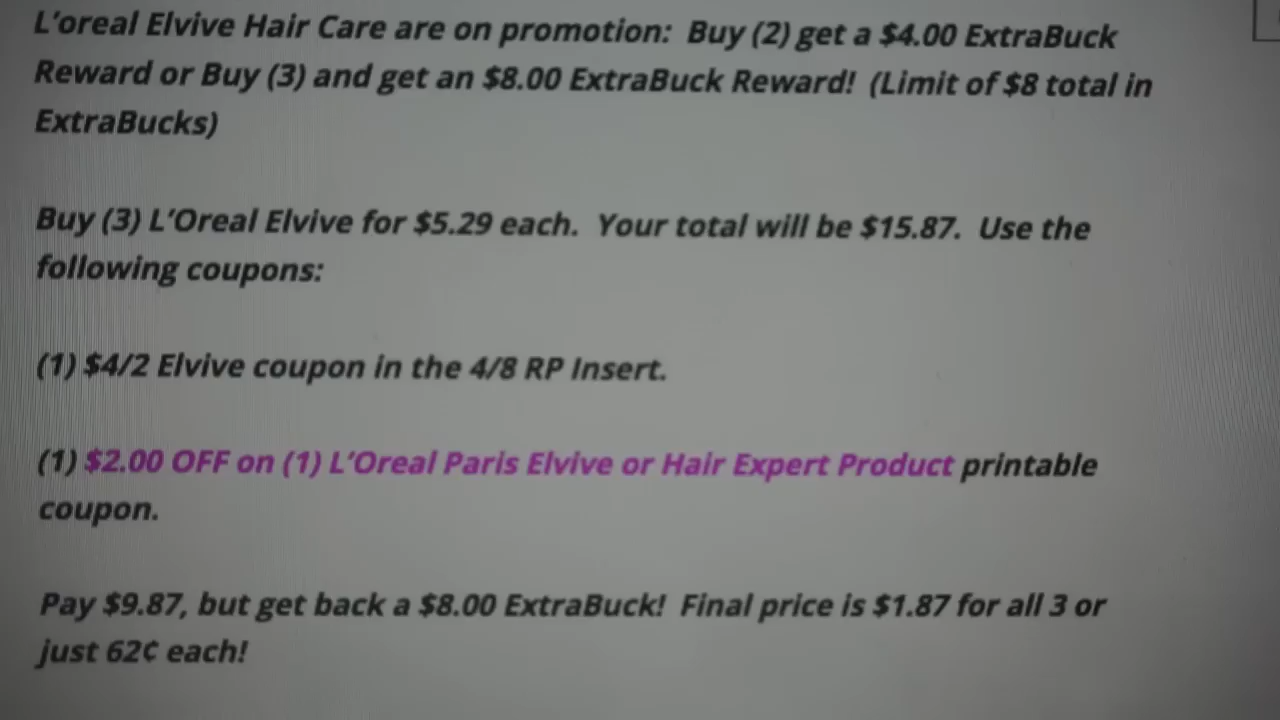 L'oreal Elvive Hair Care are on promotion: Buy (2) get a $4.00 ExtraBuck
Reward or Buy (3) and get an $8.00 ExtraBuck Reward! (Limit of $8 total in
ExtraBucks)
Buy (3) L'Oreal Elvive for $5.29 each. Your total will be $15.87. Use the
following coupons:
(1) $4/2 Elvive coupon in the 4/8 RP Insert.
(1) $2.00 OFF on (1) L'Oreal Paris Elvive or Hair Expert Product printable
coupon.
Pay $9.87, but get back a $8.00 ExtraBuck! Final price is $1.87 for all 3 or
just 62¢ each!